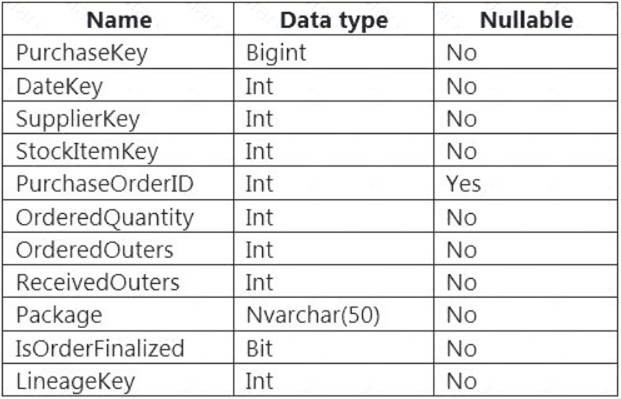 Name Data type Nullable
PurchaseKey Bigint No
DateKey Int No
SupplierKey Int No
StockItemKey Int No
PurchaseOrderID Int Yes
OrderedQuantity Int No
OrderedOuters Int No
ReceivedOuters Int No
Package Nvarchar(50) No
IsOrderFinalized Bit No
LineageKey Int No